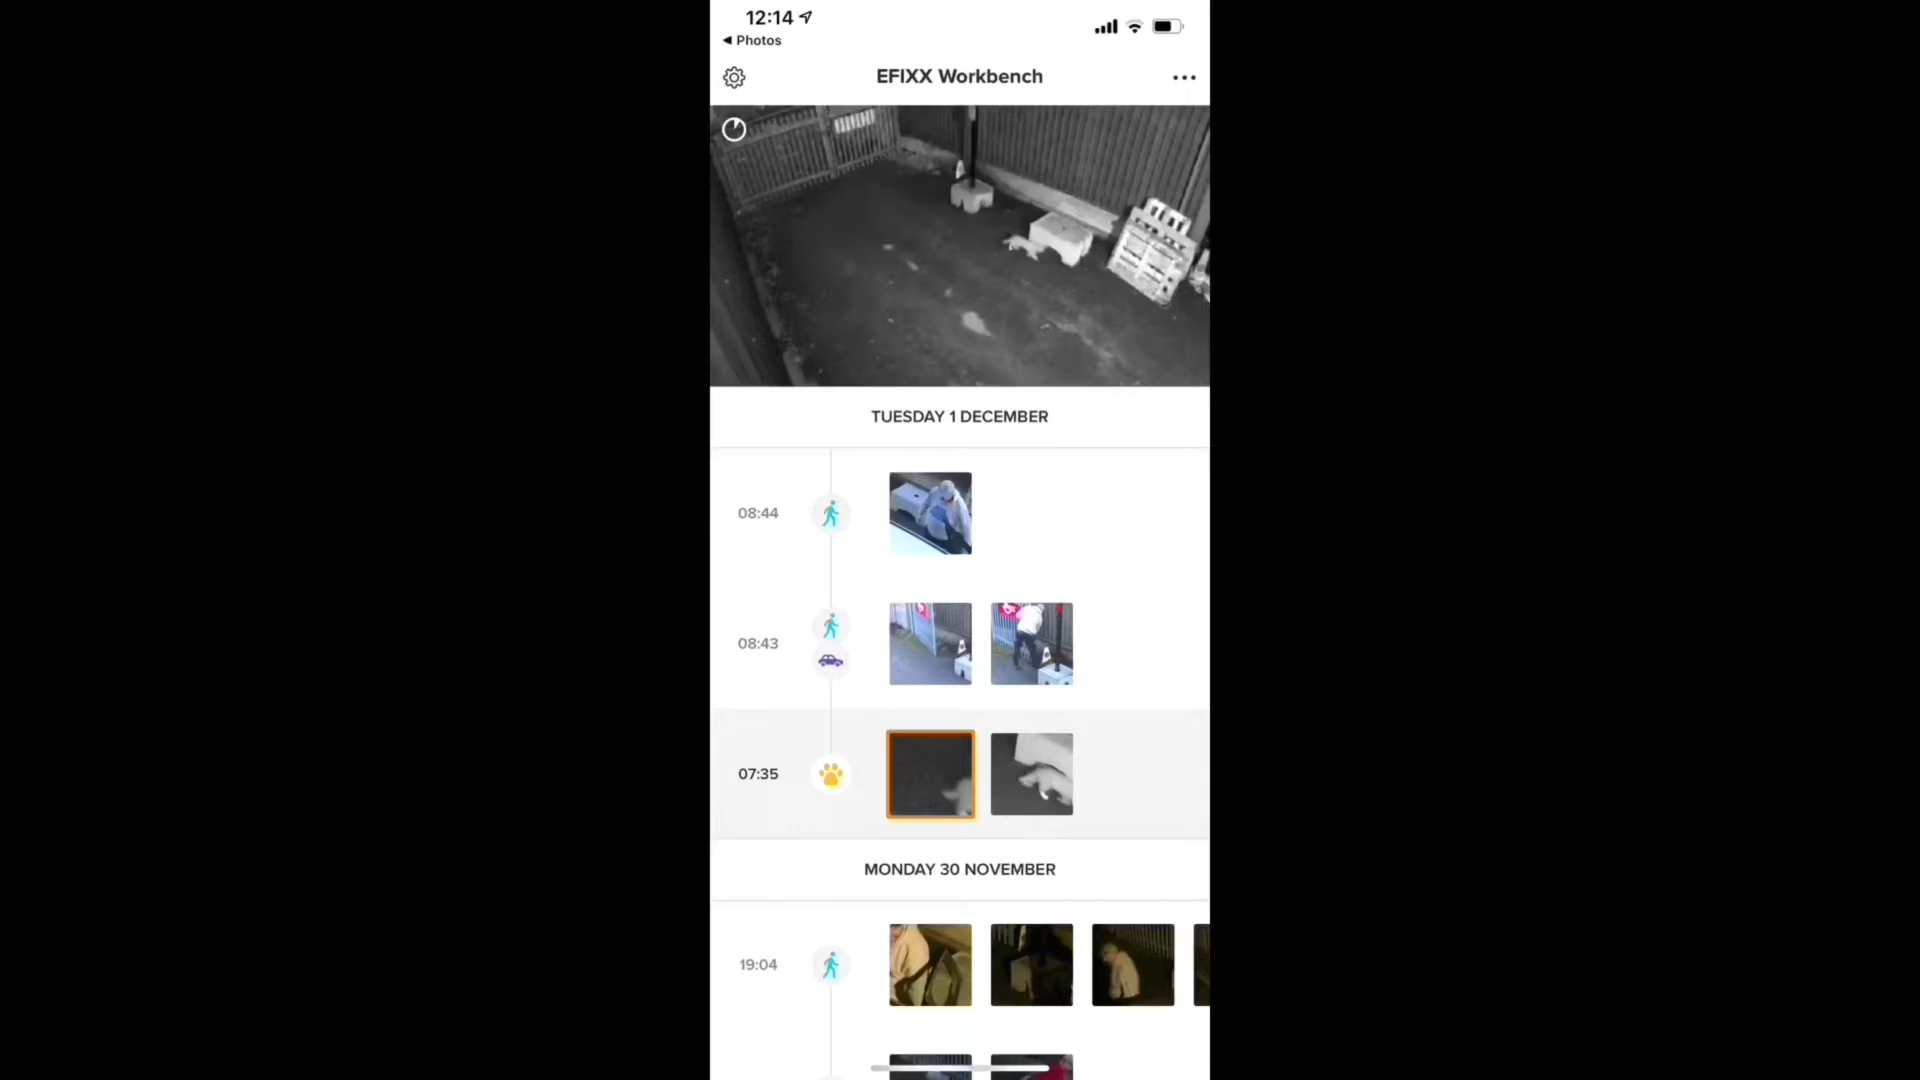 12:14
Photos
EFIXX Workbench
TUESDAY 1 DECEMBER
08:44
08:43
07:35
MONDAY 30 NOVEMBER
19:04